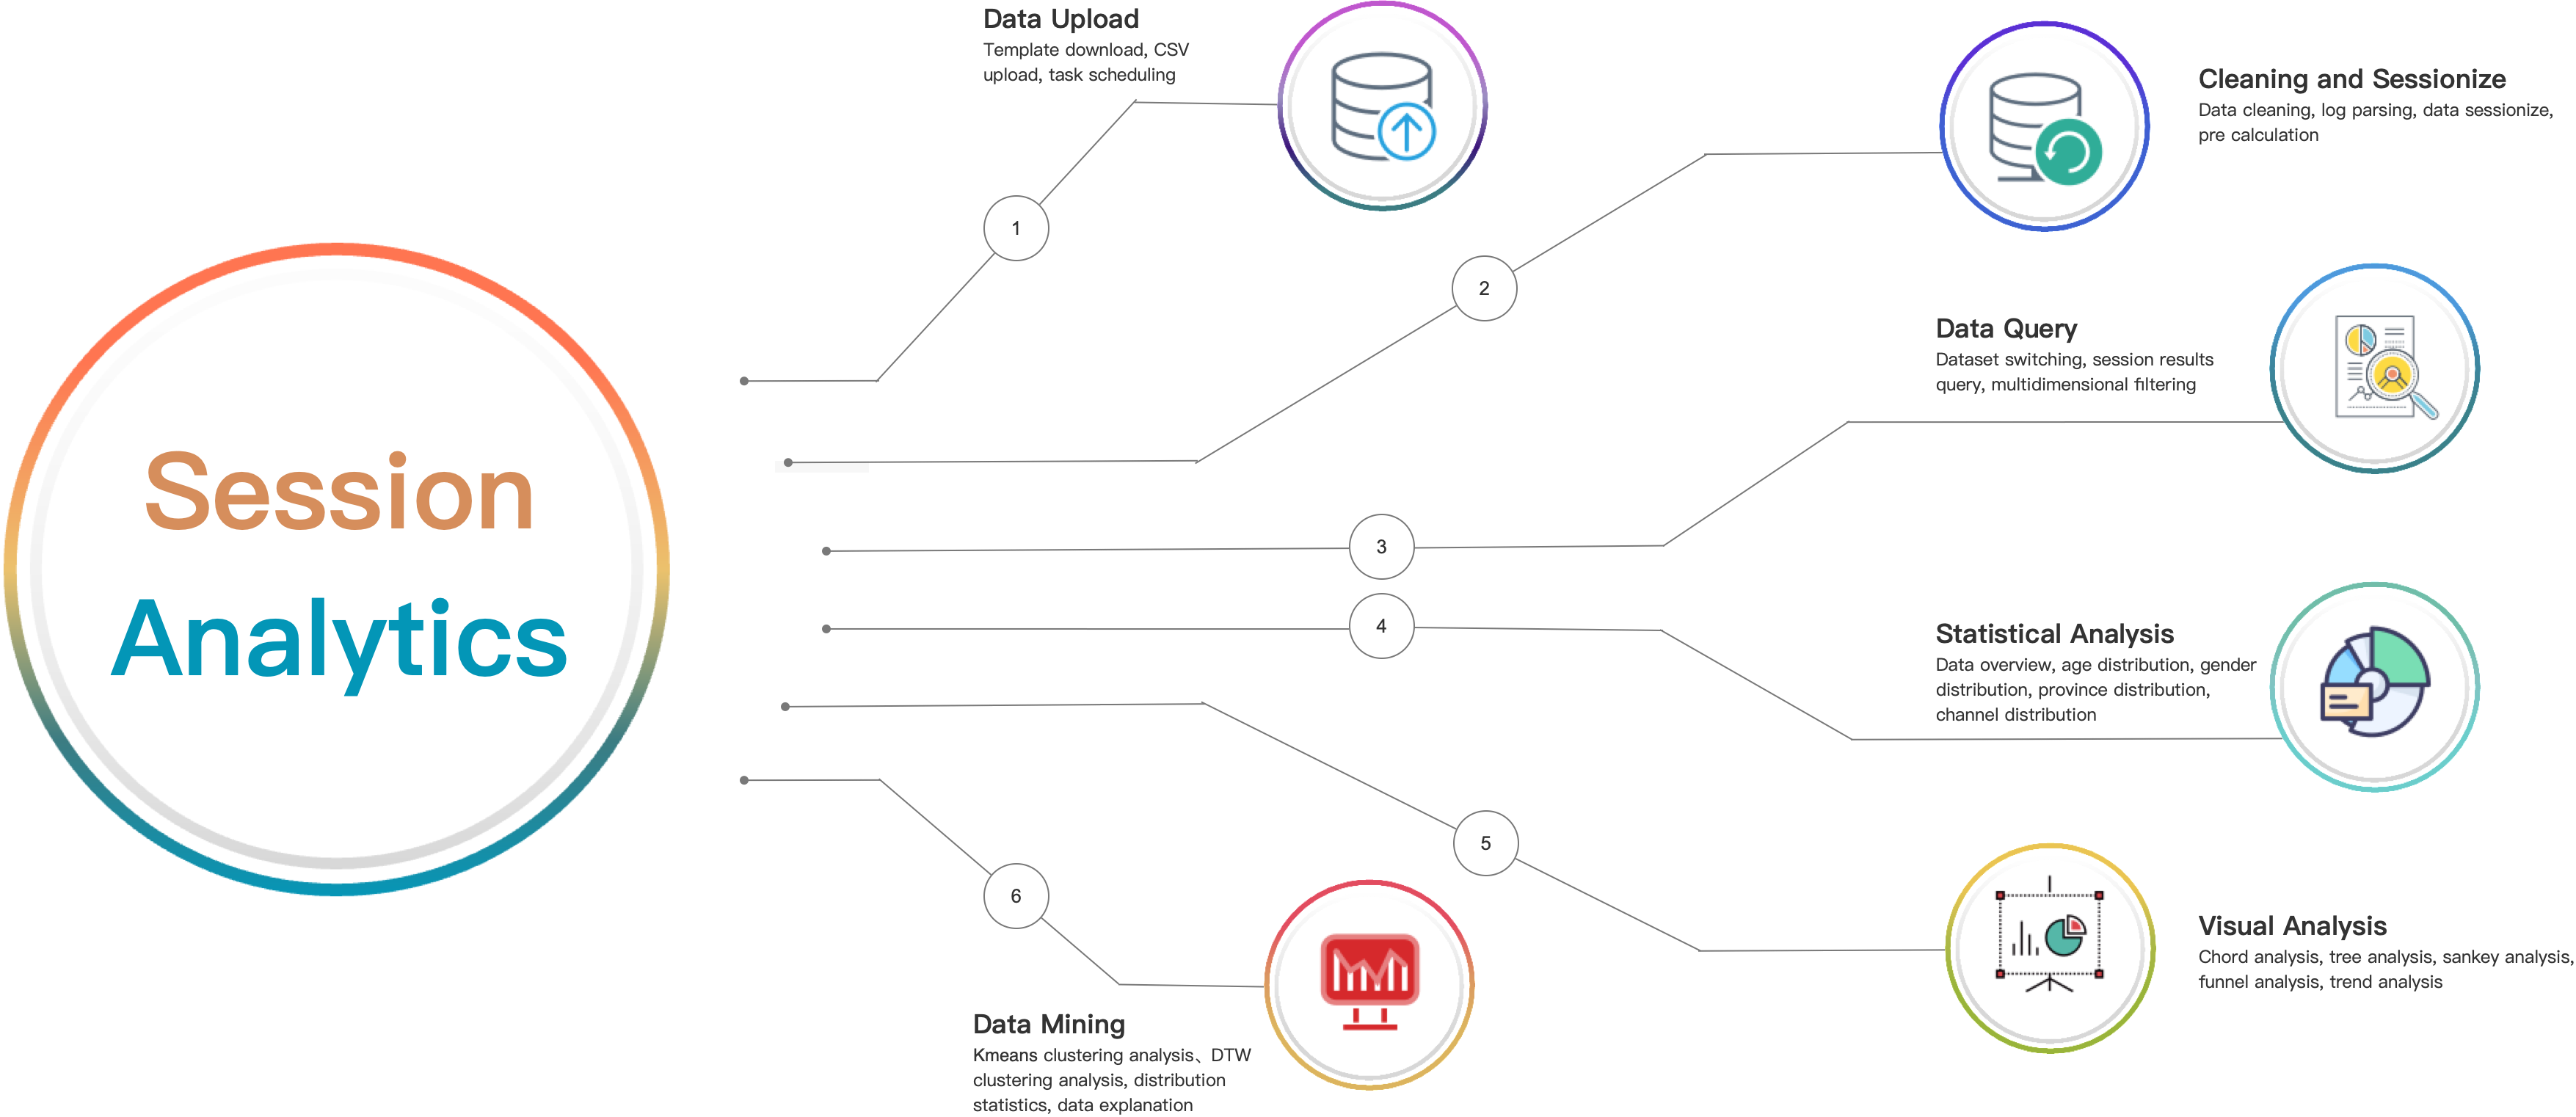 Session
Analytics
1
Data Upload
Template download, CSV
upload, task scheduling
2
Cleaning and Sessionize
Data cleaning, log parsing, data sessionize,
pre calculation
3
Data Query
Dataset switching, session results
query, multidimensional filtering
4
Statistical Analysis
Data overview, age distribution, gender
distribution, province distribution,
channel distribution
5
Visual Analysis
Chord analysis, tree analysis, sankey analysis,
funnel analysis, trend analysis
6
Data Mining
Kmeans clustering analysis、DTW
clustering analysis, distribution
statistics, data explanation